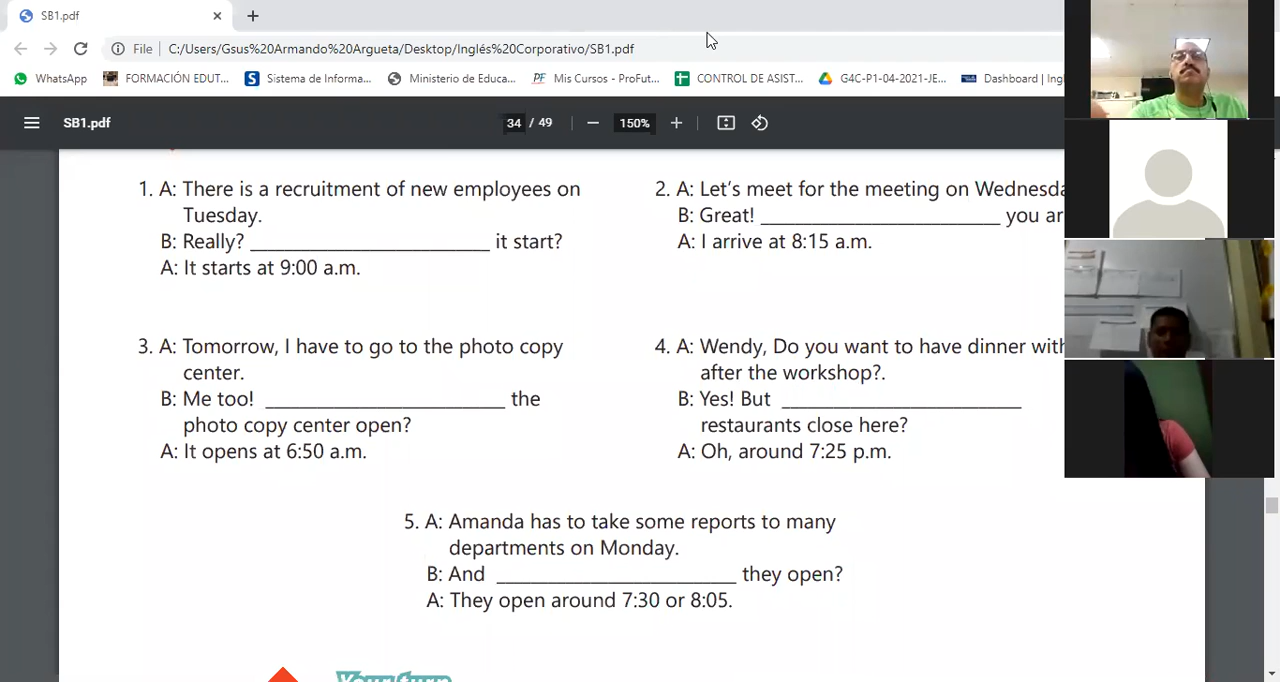 SB1.pdf
File C:/Users/Gsus%20Armando%20Argueta/Desktop/Inglés%20Corporativo/SB1.pdf
WhatsApp FORMACIÓN EDUT... Sistema de Informa... Ministerio de Educa... PF Mis Cursos - ProFut... CONTROL DE ASIST... G4C-P1-04-2021-JE... Dashboard | Ingl
SB1.pdf 34 / 49 150%
1. A: There is a recruitment of new employees on
Tuesday.
B: Really? ________________________ it start?
A: It starts at 9:00 a.m.
2. A: Let's meet for the meeting on Wednesda
B: Great! ________________________ you ar
A: I arrive at 8:15 a.m.
3. A: Tomorrow, I have to go to the photo copy
center.
B: Me too! ________________________ the
photo copy center open?
A: It opens at 6:50 a.m.
4. A: Wendy, Do you want to have dinner with
after the workshop?.
B: Yes! But ________________________
restaurants close here?
A: Oh, around 7:25 p.m.
5. A: Amanda has to take some reports to many
departments on Monday.
B: And ________________________ they open?
A: They open around 7:30 or 8:05.
Your turn